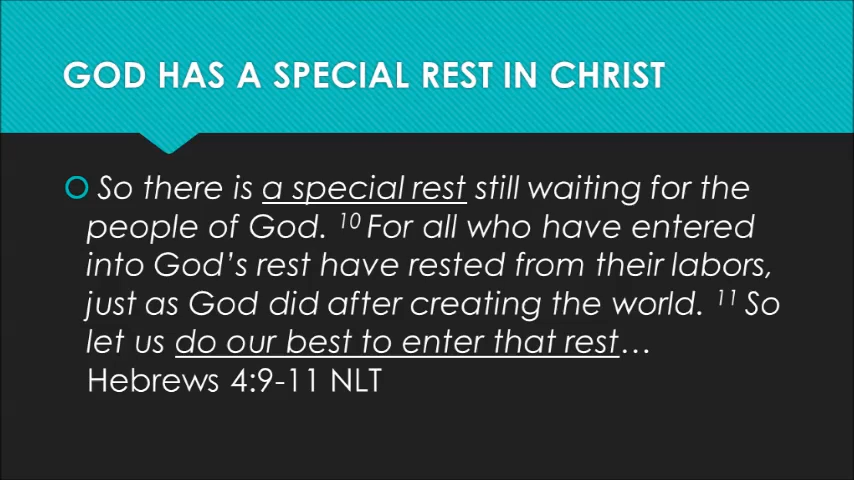 GOD HAS A SPECIAL REST IN CHRIST
So there is a special rest still waiting for the
people of God. 10 For all who have entered
into God’s rest have rested from their labors,
just as God did after creating the world. 11 So
let us do our best to enter that rest…
Hebrews 4:9-11 NLT